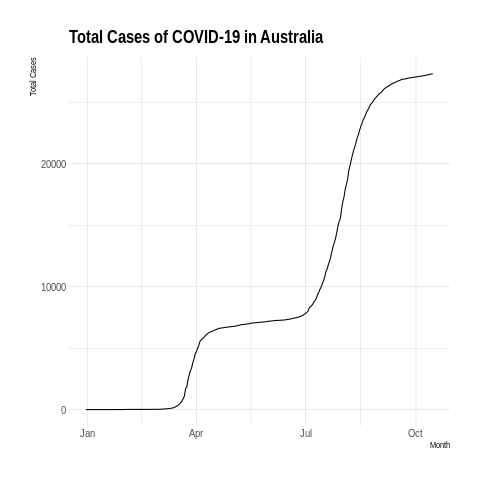 Total Cases of COVID-19 in Australia
Total Cases
20000
10000
0
Jan Apr Jul Oct
Month